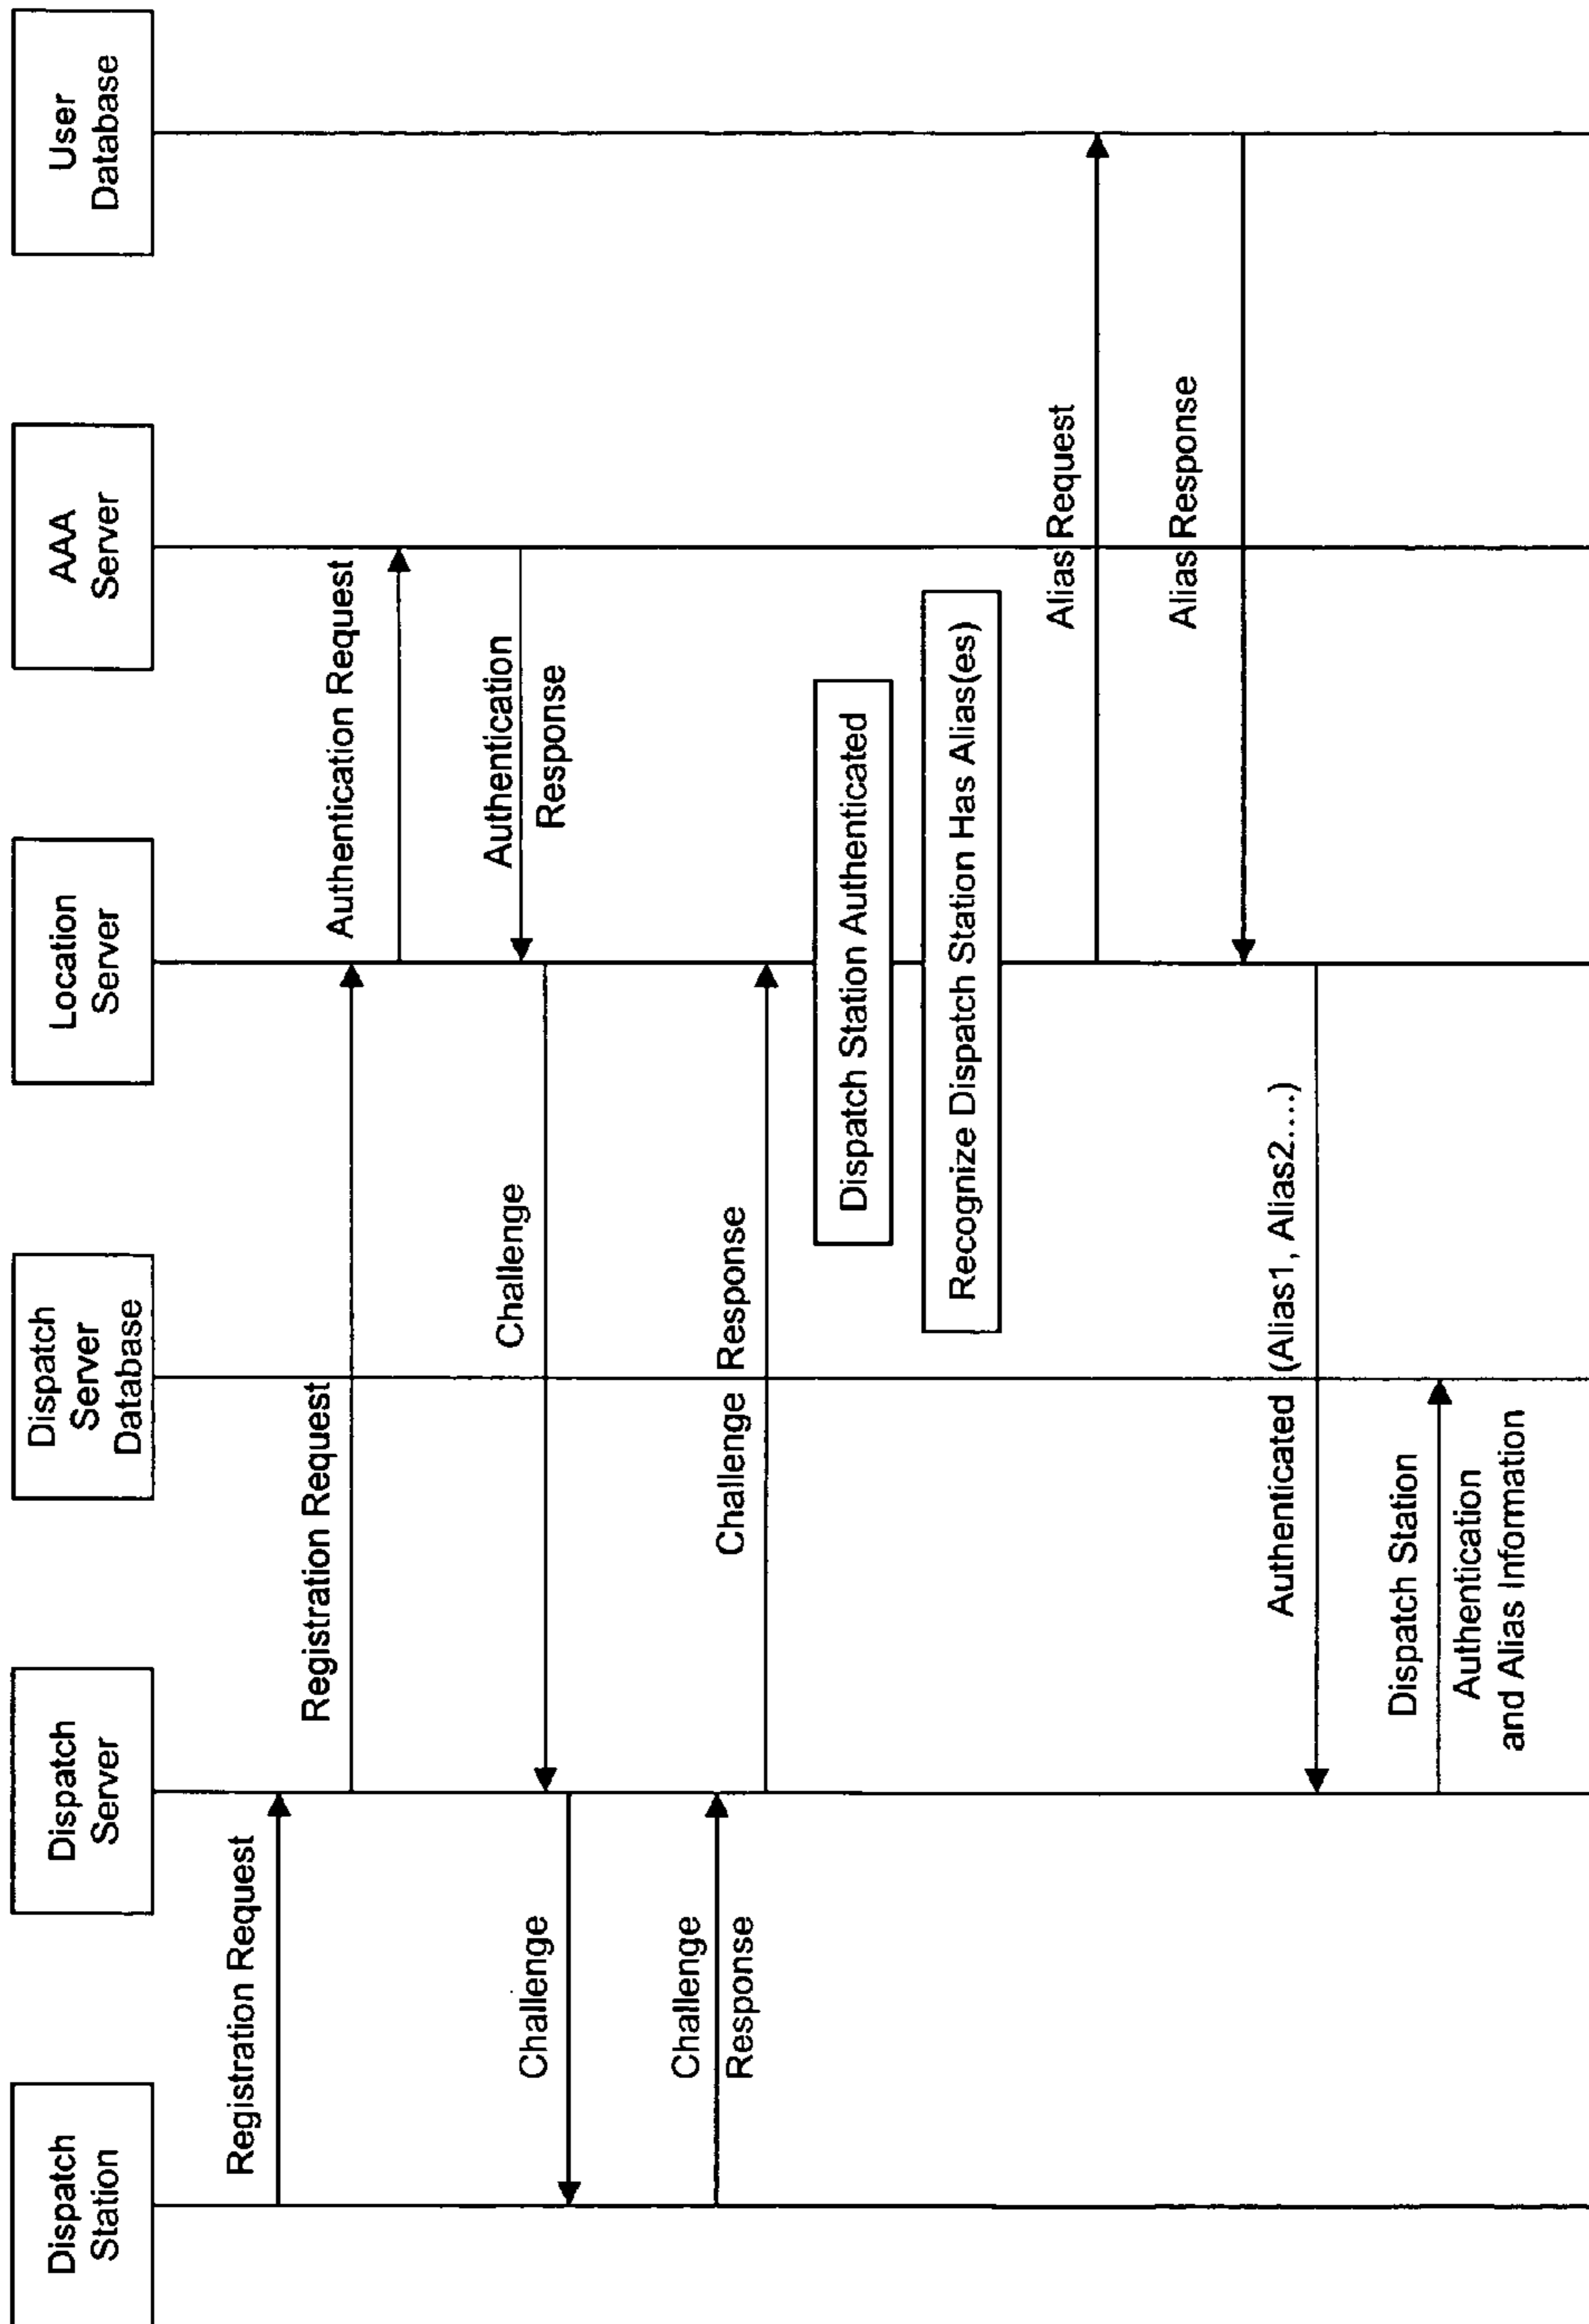 Dispatch
Station
Dispatch
Server
Dispatch
Server
Database
Location
Server
AAA
Server
User
Database
Registration Request
Registration Request
Authentication Request
Authentication
Response
Challenge
Challenge
Challenge
Response
Challenge Response
Dispatch Station Authenticated
Recognize Dispatch Station Has Alias(es)
Alias Request
Alias Response
Authenticated (Alias1, Alias2....)
Dispatch Station
Authentication
and Alias Information